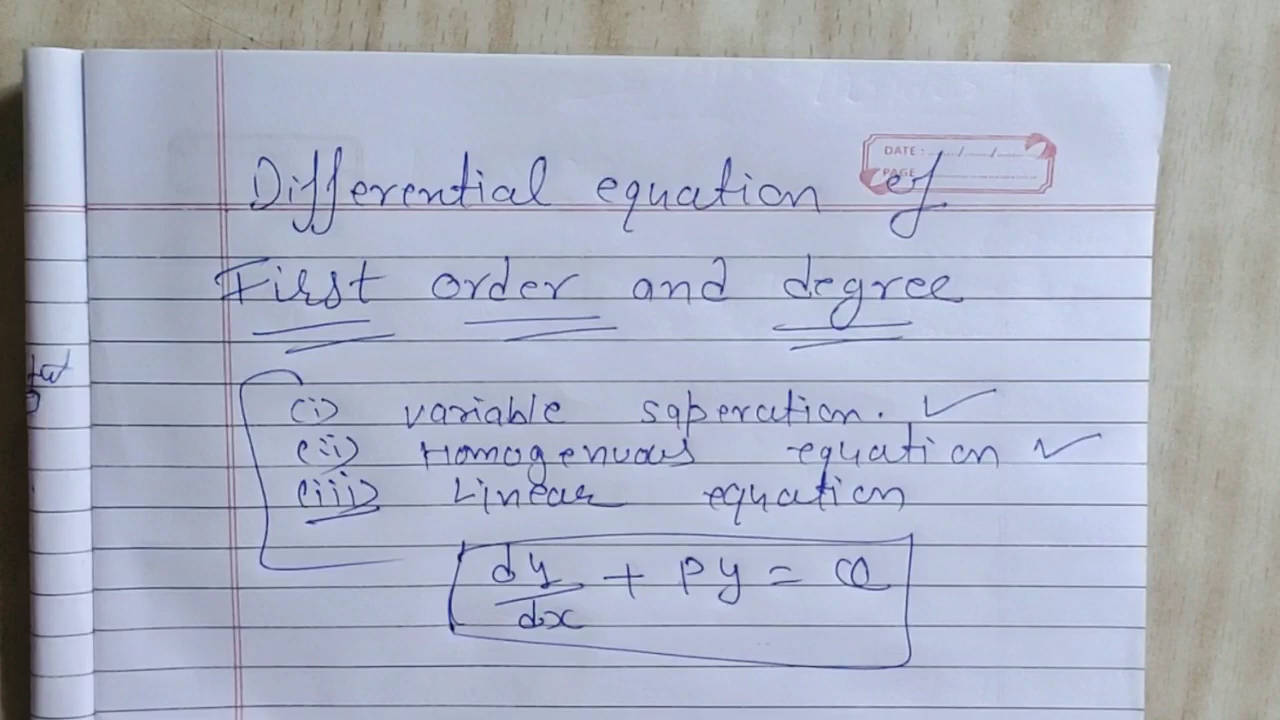 DATE : ...../...../.....
PAGE
Differential equation of
First order and degree
(i) variable saperation. ✓
(ii) Homogenuous equation ✓
(iii) Linear equation
dy/dx + py = Q